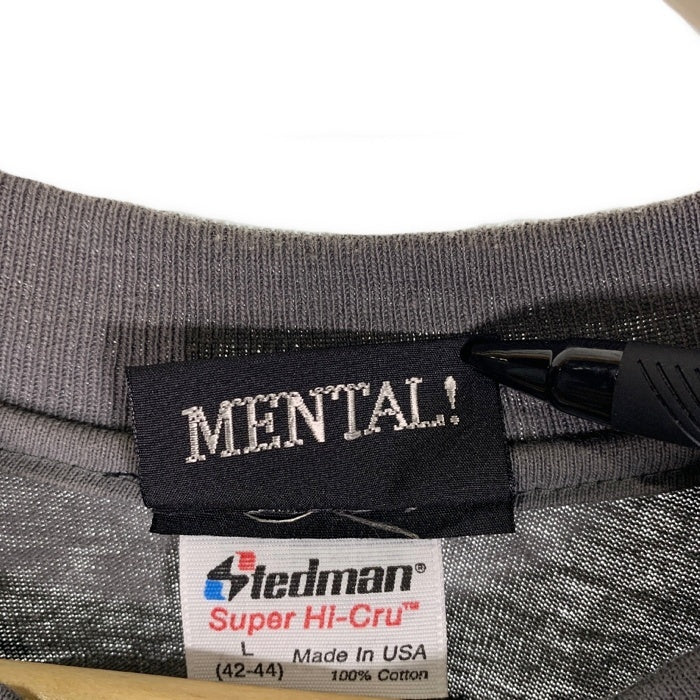 MENTAL!
Stedman®
Super Hi-Cru™
L
(42-44)
Made In USA
100% Cotton